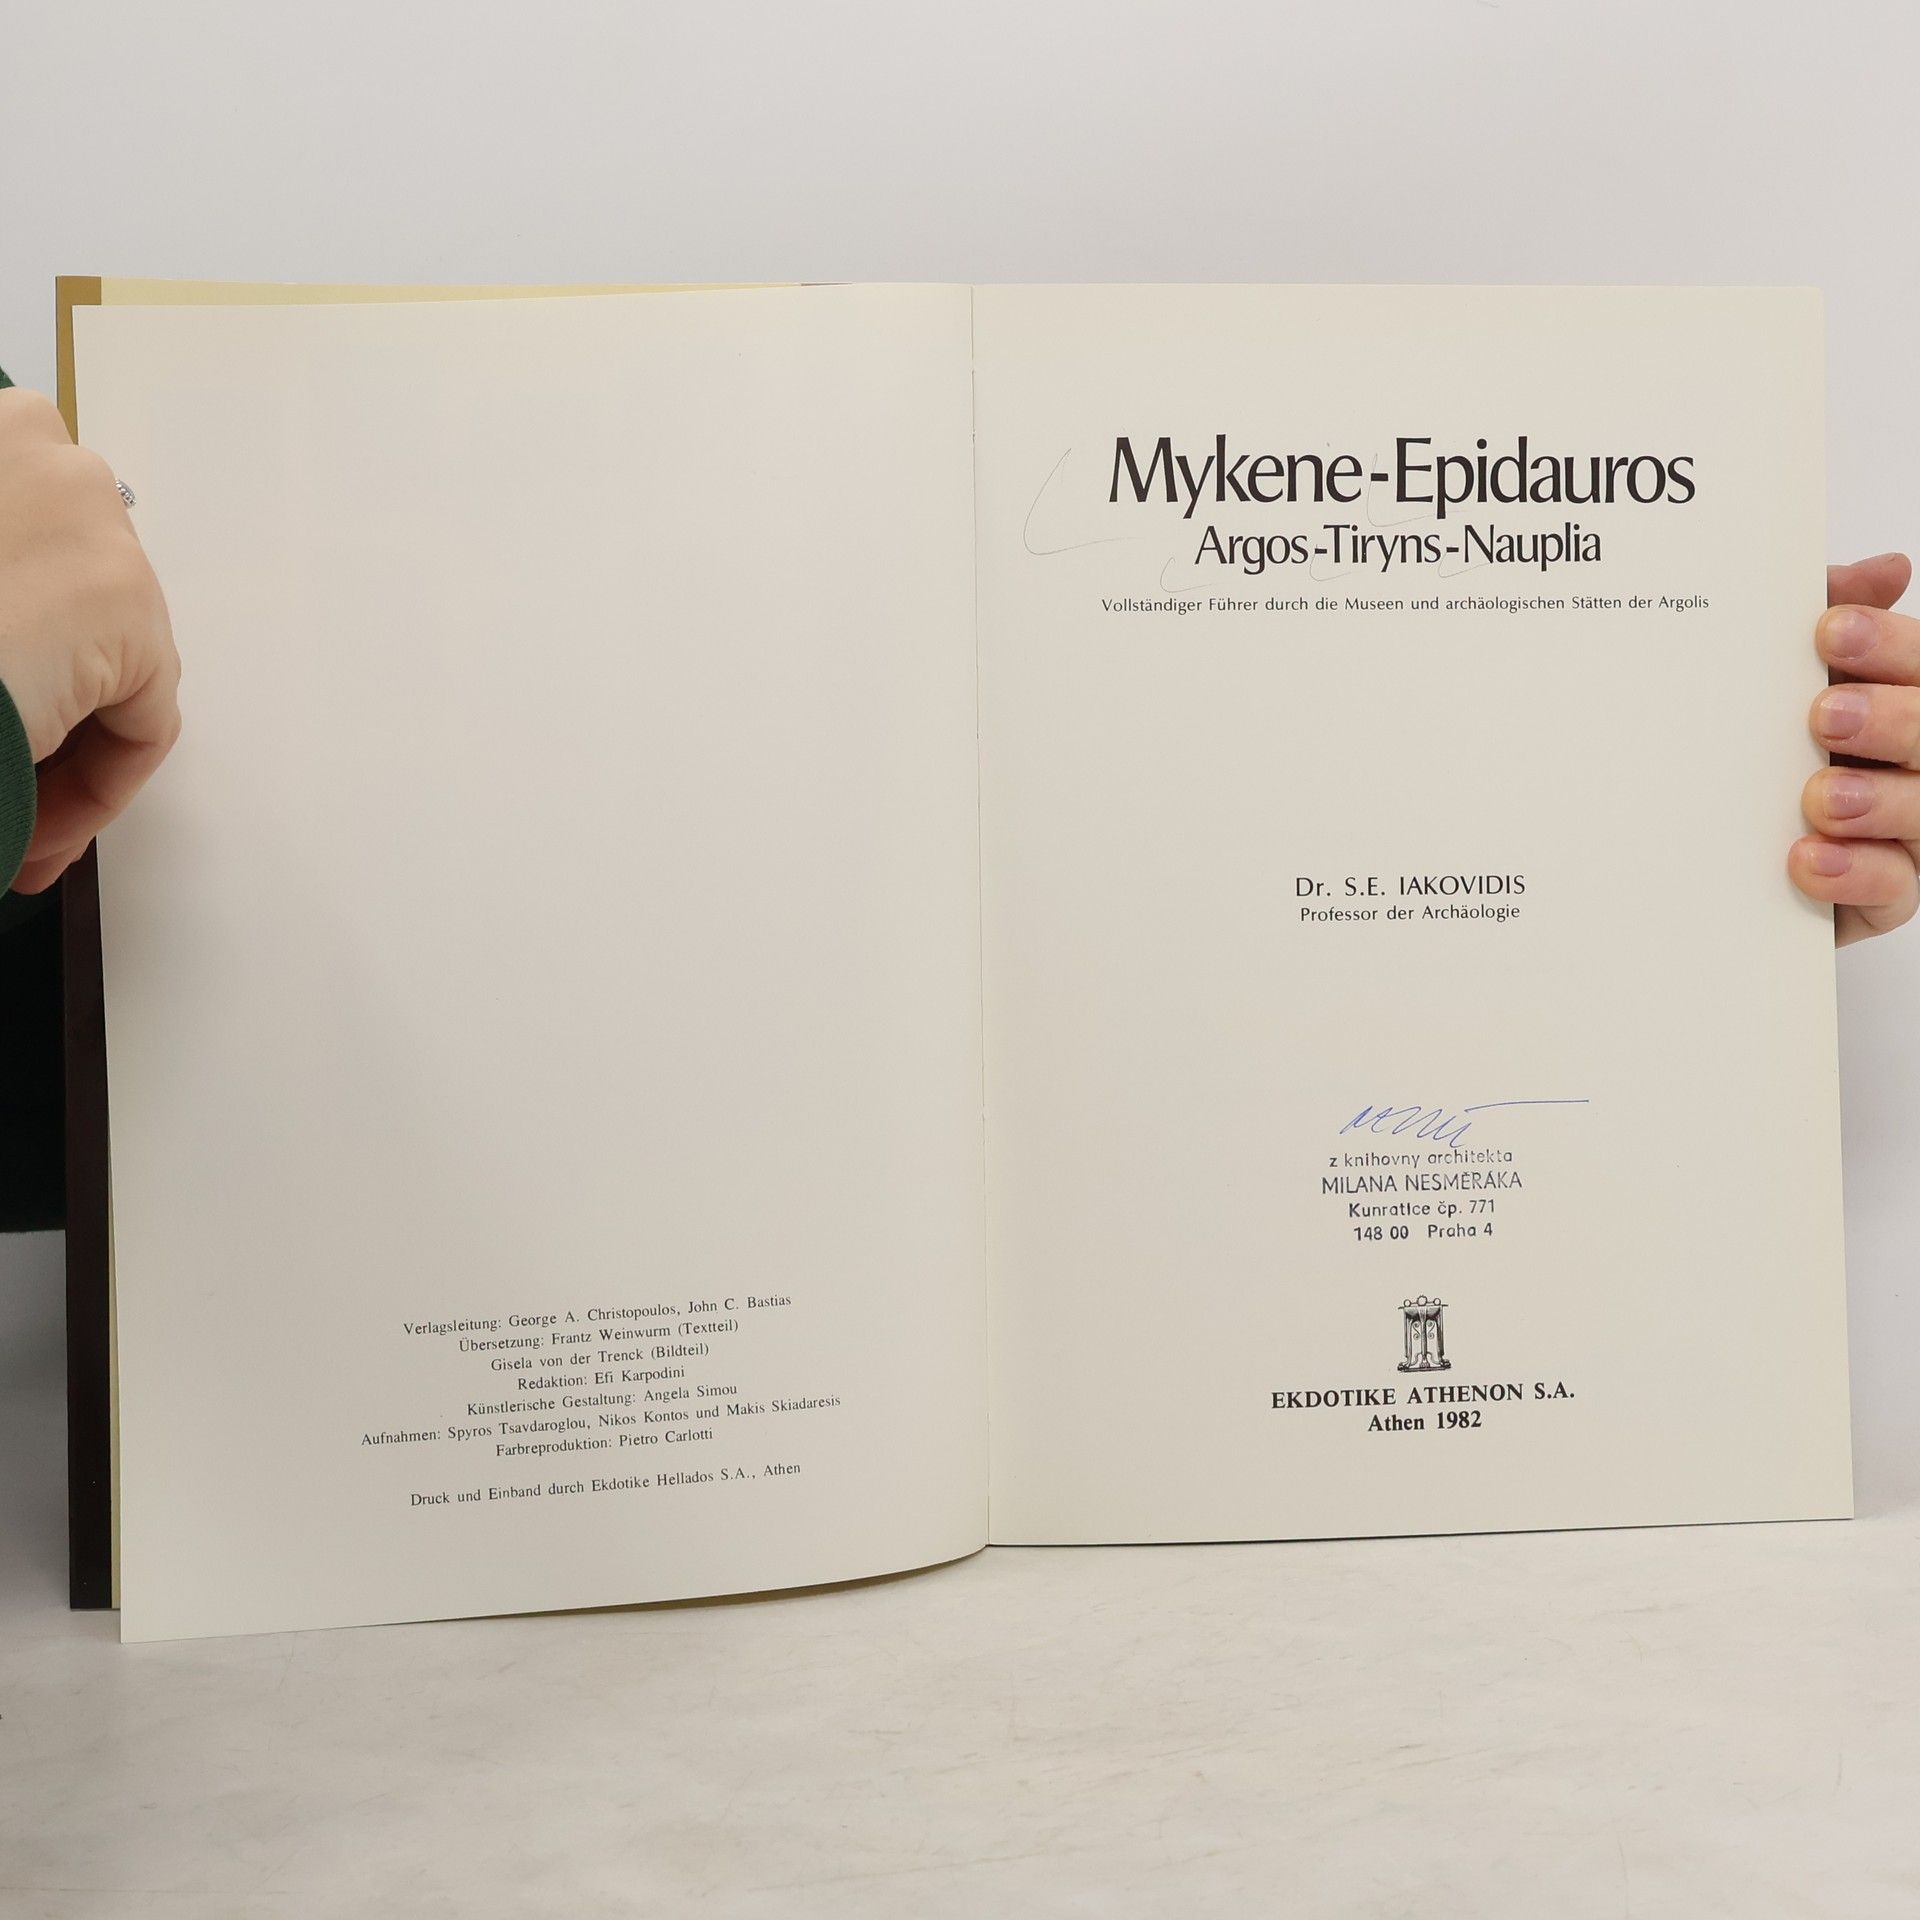 Verlagsleitung: George A. Christopoulos, John C. Bastias
Übersetzung: Frantz Weinwurm (Textteil)
Gisela von der Trenck (Bildteil)
Redaktion: Efi Karpodini
Künstlerische Gestaltung: Angela Simou
Aufnahmen: Spyros Tsavdaroglou, Nikos Kontos und Makis Skiadaresis
Farbreproduktion: Pietro Carlotti
Druck und Einband durch Ekdotike Hellados S.A., Athen
Mykene-Epidauros
Argos-Tiryns-Nauplia
Vollständiger Führer durch die Museen und archäologischen Stätten der Argolis
Dr. S.E. IAKOVIDIS
Professor der Archäologie
z knihovny architekta
MILANA NESMĚRÁKA
Kunratice čp. 771
148 00 Praha 4
EKDOTIKE ATHENON S.A.
Athen 1982